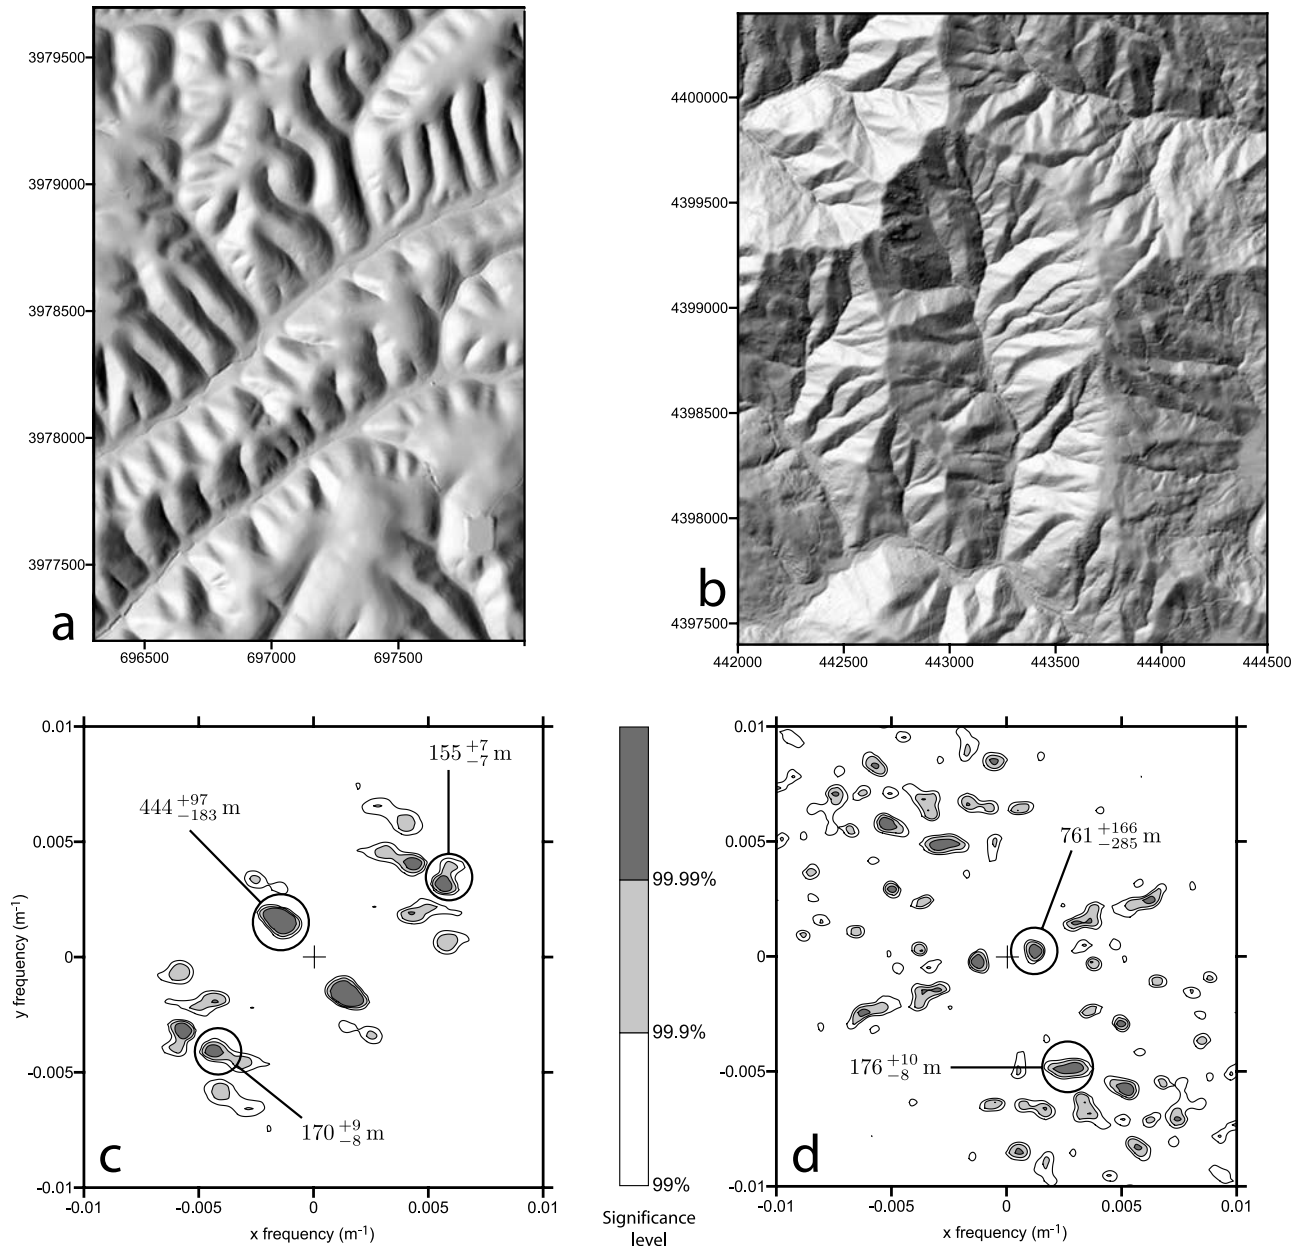 3979500
3979000
3978500
3978000
3977500
a
696500 697000 697500
4400000
4399500
4399000
4398500
4398000
4397500
b
442000 442500 443000 443500 444000 444500
0.01
0.005
0
-0.005
-0.01
y frequency (m⁻¹)
155 +7 −7 m
444 +97 −183 m
170 +9 −8 m
c
-0.01 -0.005 0 0.005 0.01
x frequency (m⁻¹)
99.99%
99.9%
99%
Significance
level
0.01
0.005
0
-0.005
-0.01
761 +166 −285 m
176 +10 −8 m
d
-0.01 -0.005 0 0.005 0.01
x frequency (m⁻¹)